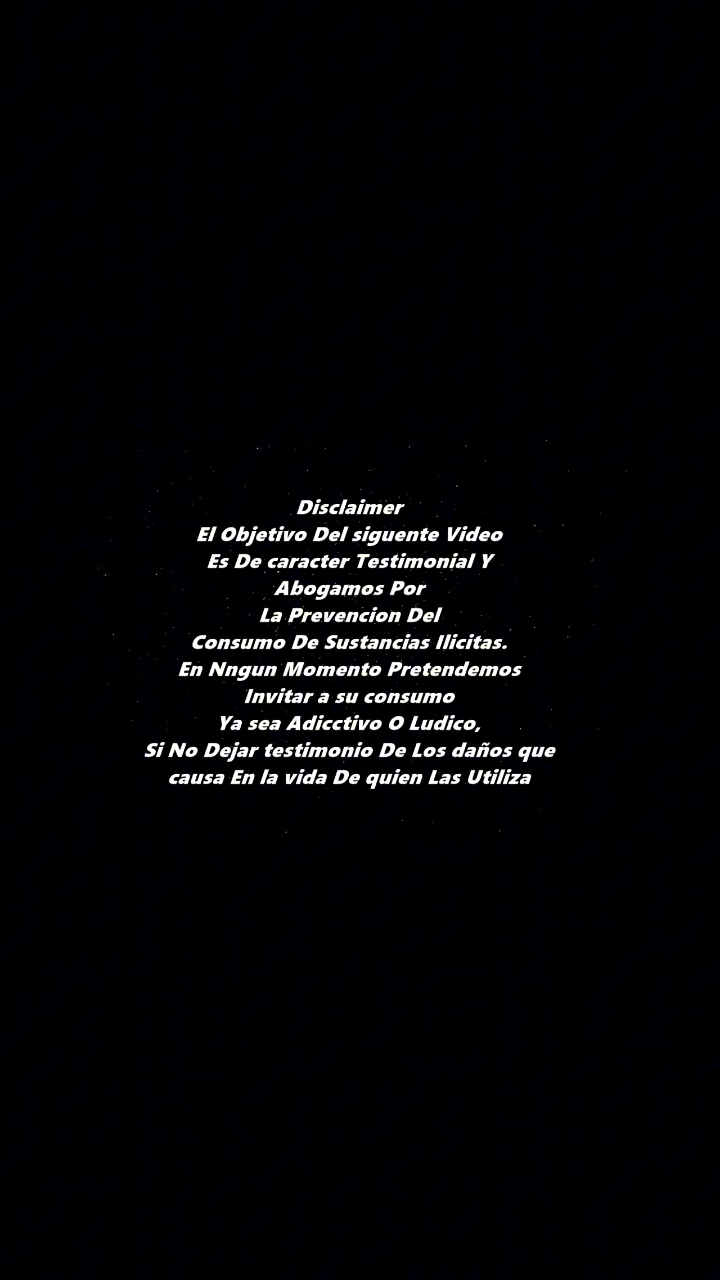 Disclaimer
El Objetivo Del siguente Video
Es De caracter Testimonial Y
Abogamos Por
La Prevencion Del
Consumo De Sustancias Ilicitas.
En Nngun Momento Pretendemos
Invitar a su consumo
Ya sea Adicctivo O Ludico,
Si No Dejar testimonio De Los daños que
causa En la vida De quien Las Utiliza